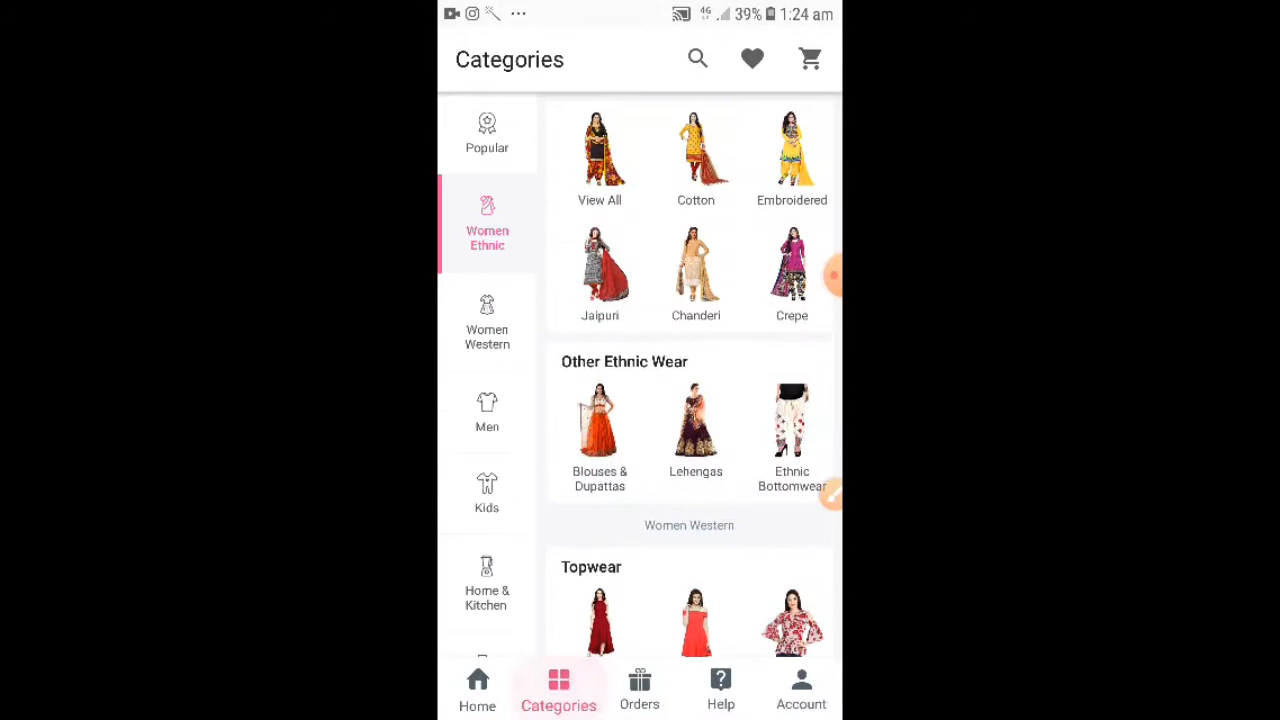 4G 39% 1:24 am
Categories
Popular
Women
Ethnic
Women
Western
Men
Kids
Home &
Kitchen
View All
Cotton
Embroidered
Jaipuri
Chanderi
Crepe
Other Ethnic Wear
Blouses &
Dupattas
Lehengas
Ethnic
Bottomwear
Women Western
Topwear
Home
Categories
Orders
Help
Account